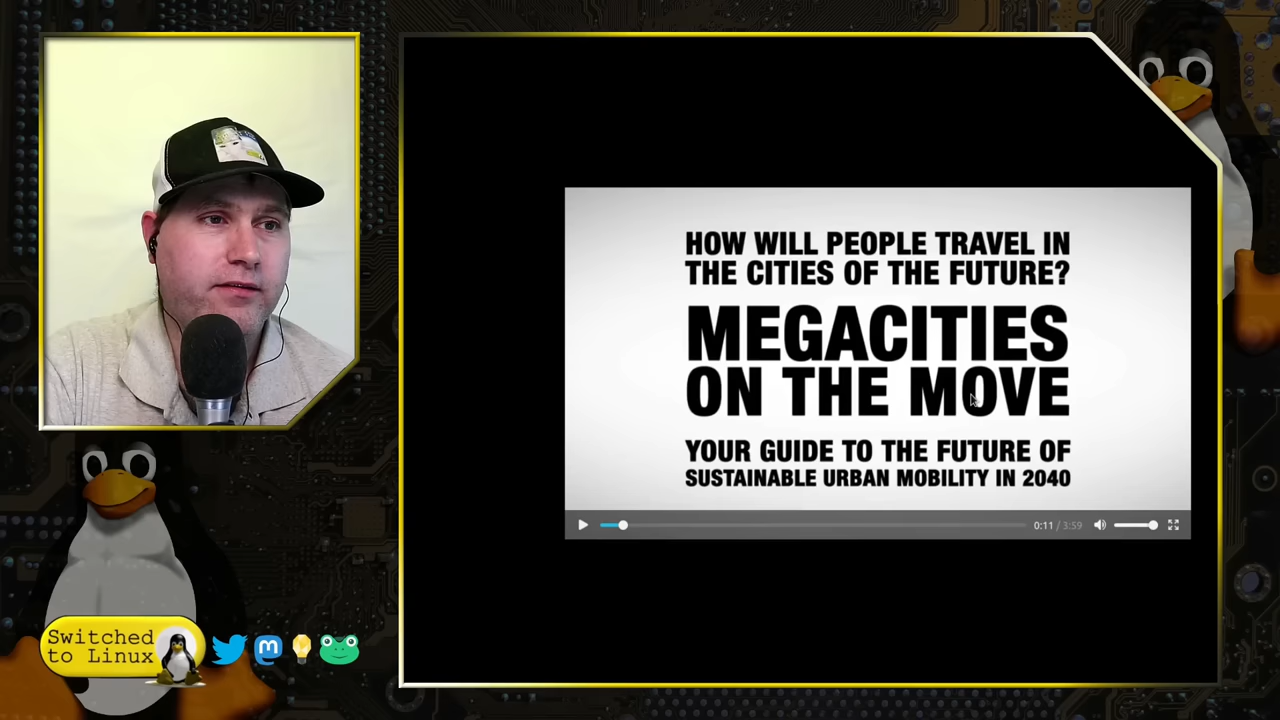 HOW WILL PEOPLE TRAVEL IN
THE CITIES OF THE FUTURE?
MEGACITIES
ON THE MOVE
YOUR GUIDE TO THE FUTURE OF
SUSTAINABLE URBAN MOBILITY IN 2040
0:11 / 3:59
Switched
to Linux